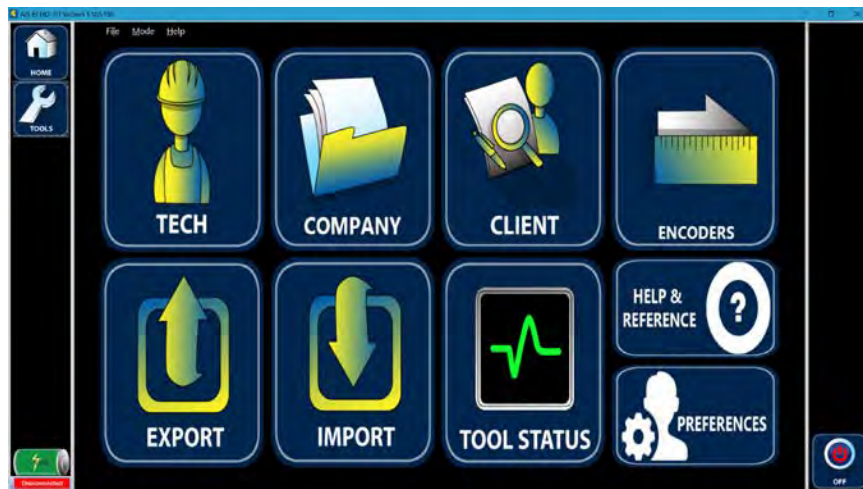 File Mode Help
HOME
TOOLS
TECH
COMPANY
CLIENT
ENCODERS
EXPORT
IMPORT
TOOL STATUS
HELP &
REFERENCE
?
PREFERENCES
Disconnected
OFF